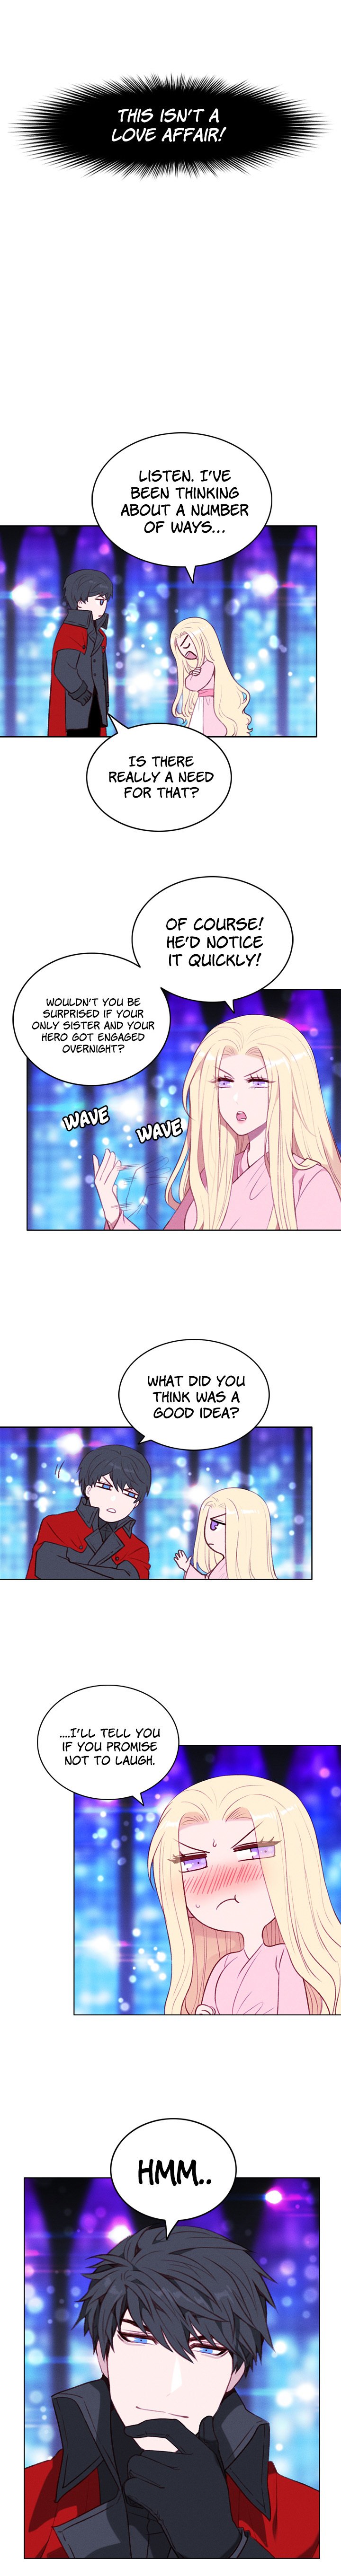 THIS ISN'T A
LOVE AFFAIR!
LISTEN. I'VE
BEEN THINKING
ABOUT A NUMBER
OF WAYS...
IS THERE
REALLY A NEED
FOR THAT?
OF COURSE!
HE'D NOTICE
IT QUICKLY!
WOULDN'T YOU BE
SURPRISED IF YOUR
ONLY SISTER AND YOUR
HERO GOT ENGAGED
OVERNIGHT?
WAVE
WAVE
WHAT DID YOU
THINK WAS A
GOOD IDEA?
....I'LL TELL YOU
IF YOU PROMISE
NOT TO LAUGH.
HMM..